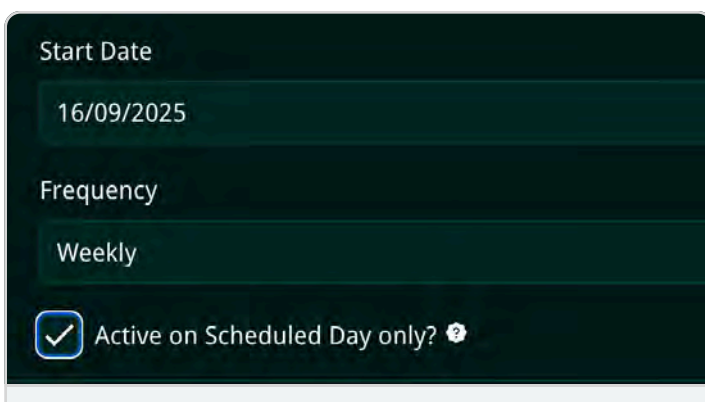 Start Date
16/09/2025
Frequency
Weekly
Active on Scheduled Day only?